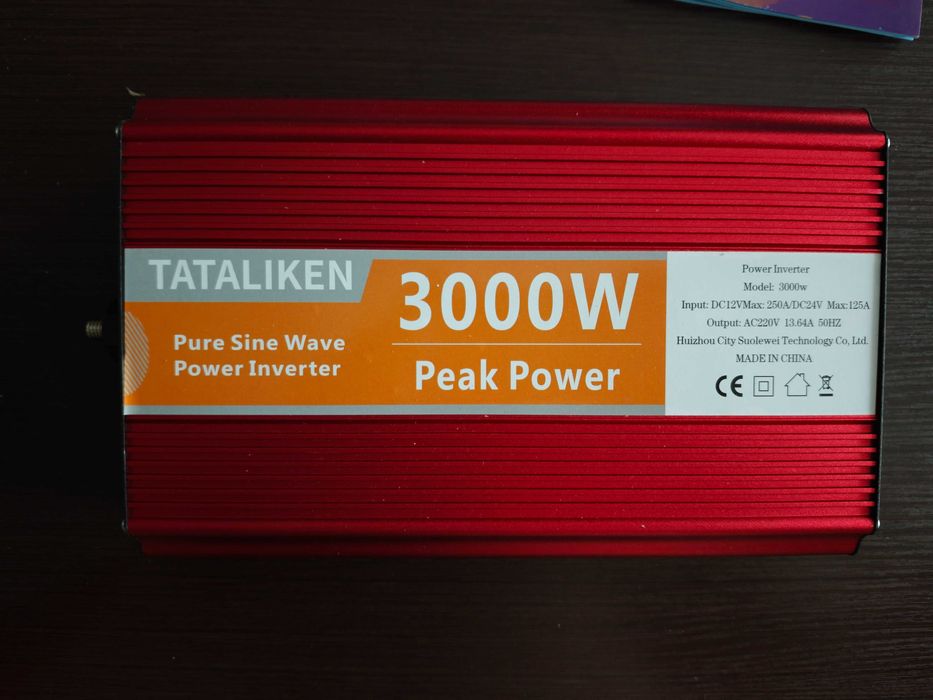 TATALIKEN
Pure Sine Wave
Power Inverter
3000W
Peak Power
Power Inverter
Model: 3000w
Input: DC12VMax: 250A/DC24V Max:125A
Output: AC220V 13.64A 50HZ
Huizhou City Suolewei Technology Co, Ltd.
MADE IN CHINA
CE